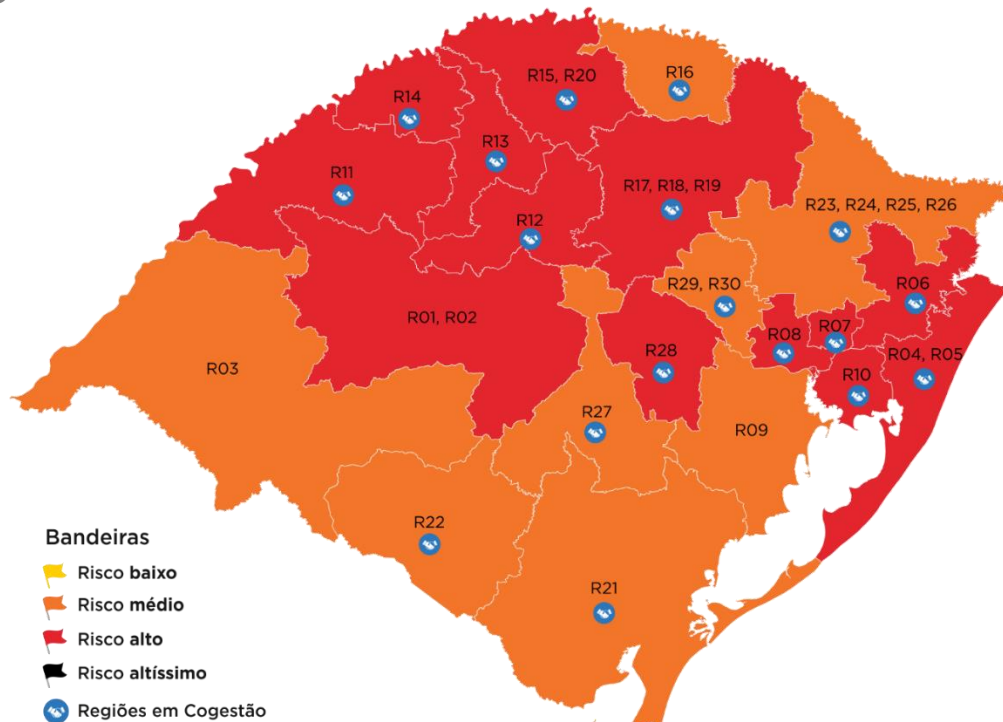 R15, R20
R16
R14
R13
R11
R17, R18, R19
R23, R24, R25, R26
R12
R29, R30
R06
R01, R02
R08
R07
R28
R04, R05
R03
R10
R27
R09
R22
R21
Bandeiras
Risco baixo
Risco médio
Risco alto
Risco altíssimo
Regiões em Cogestão